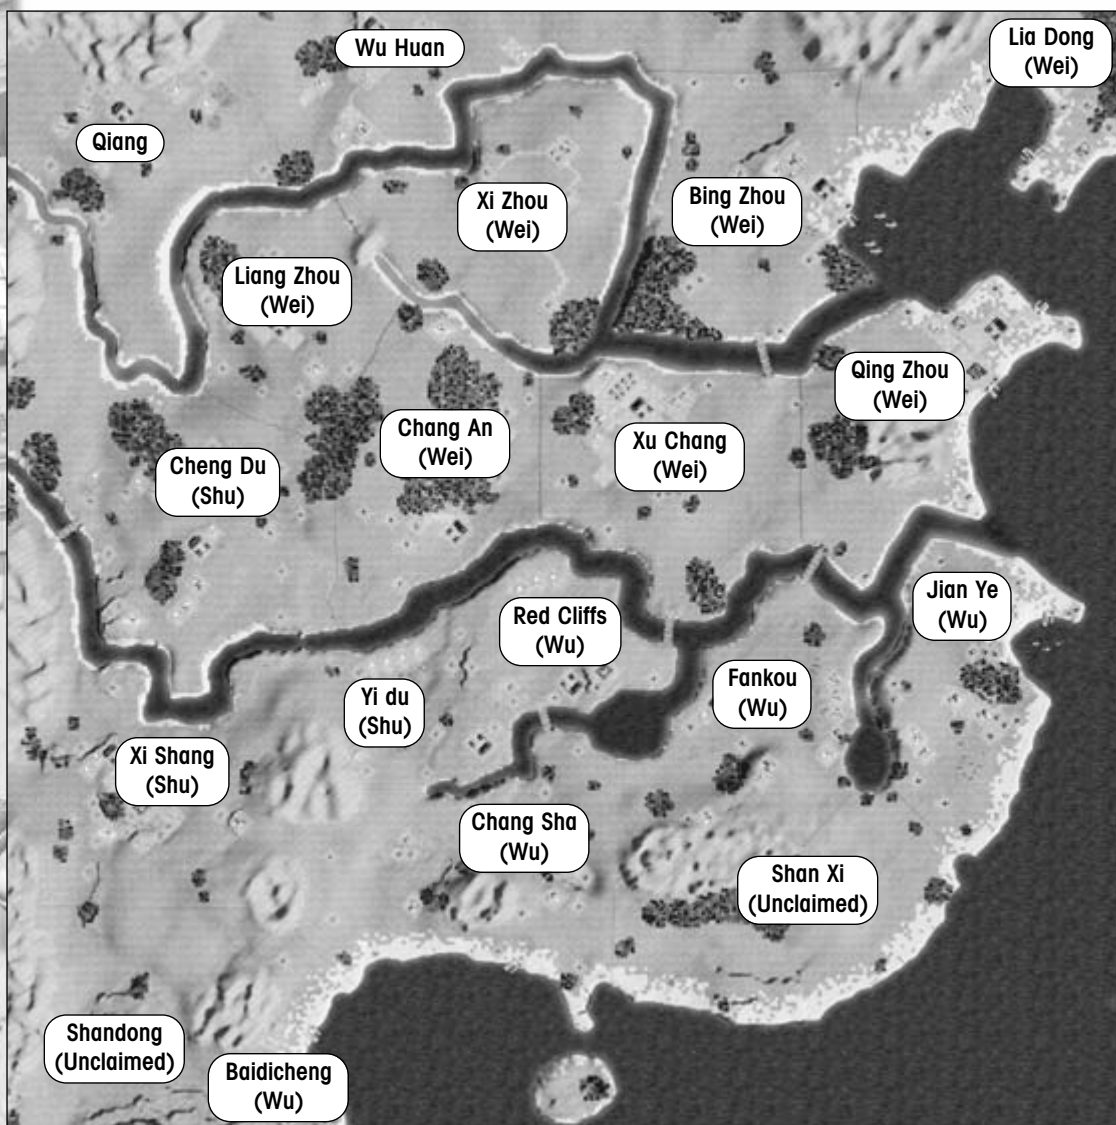 Wu Huan
Lia Dong
(Wei)
Qiang
Xi Zhou
(Wei)
Bing Zhou
(Wei)
Liang Zhou
(Wei)
Qing Zhou
(Wei)
Chang An
(Wei)
Xu Chang
(Wei)
Cheng Du
(Shu)
Jian Ye
(Wu)
Red Cliffs
(Wu)
Fankou
(Wu)
Yi du
(Shu)
Xi Shang
(Shu)
Chang Sha
(Wu)
Shan Xi
(Unclaimed)
Shandong
(Unclaimed)
Baidicheng
(Wu)